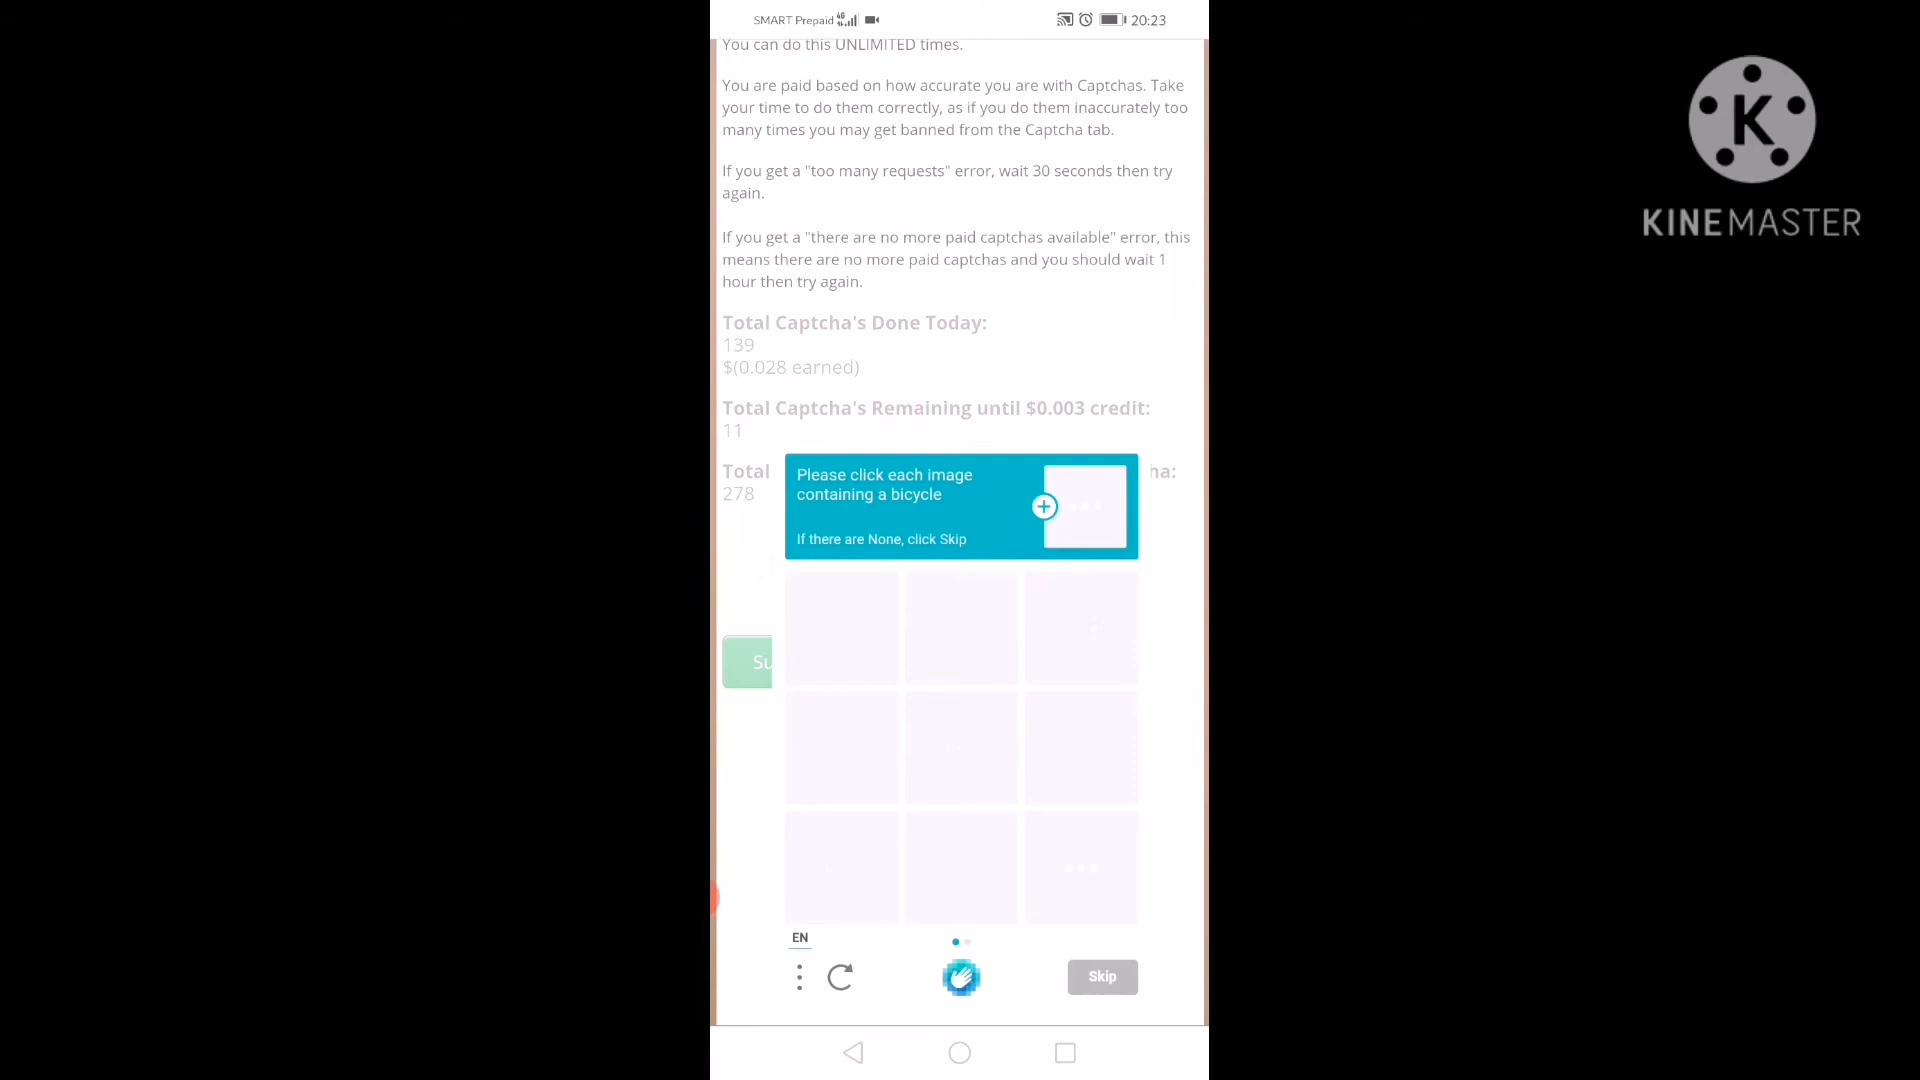 SMART Prepaid 4G 20:23
You can do this UNLIMITED times.
You are paid based on how accurate you are with Captchas. Take
your time to do them correctly, as if you do them inaccurately too
many times you may get banned from the Captcha tab.
If you get a "too many requests" error, wait 30 seconds then try
again.
If you get a "there are no more paid captchas available" error, this
means there are no more paid captchas and you should wait 1
hour then try again.
Total Captcha's Done Today:
139
$(0.028 earned)
Total Captcha's Remaining until $0.003 credit:
11
Total ha:
278
Please click each image
containing a bicycle
If there are None, click Skip
Su
EN
Skip
K
KINEMASTER